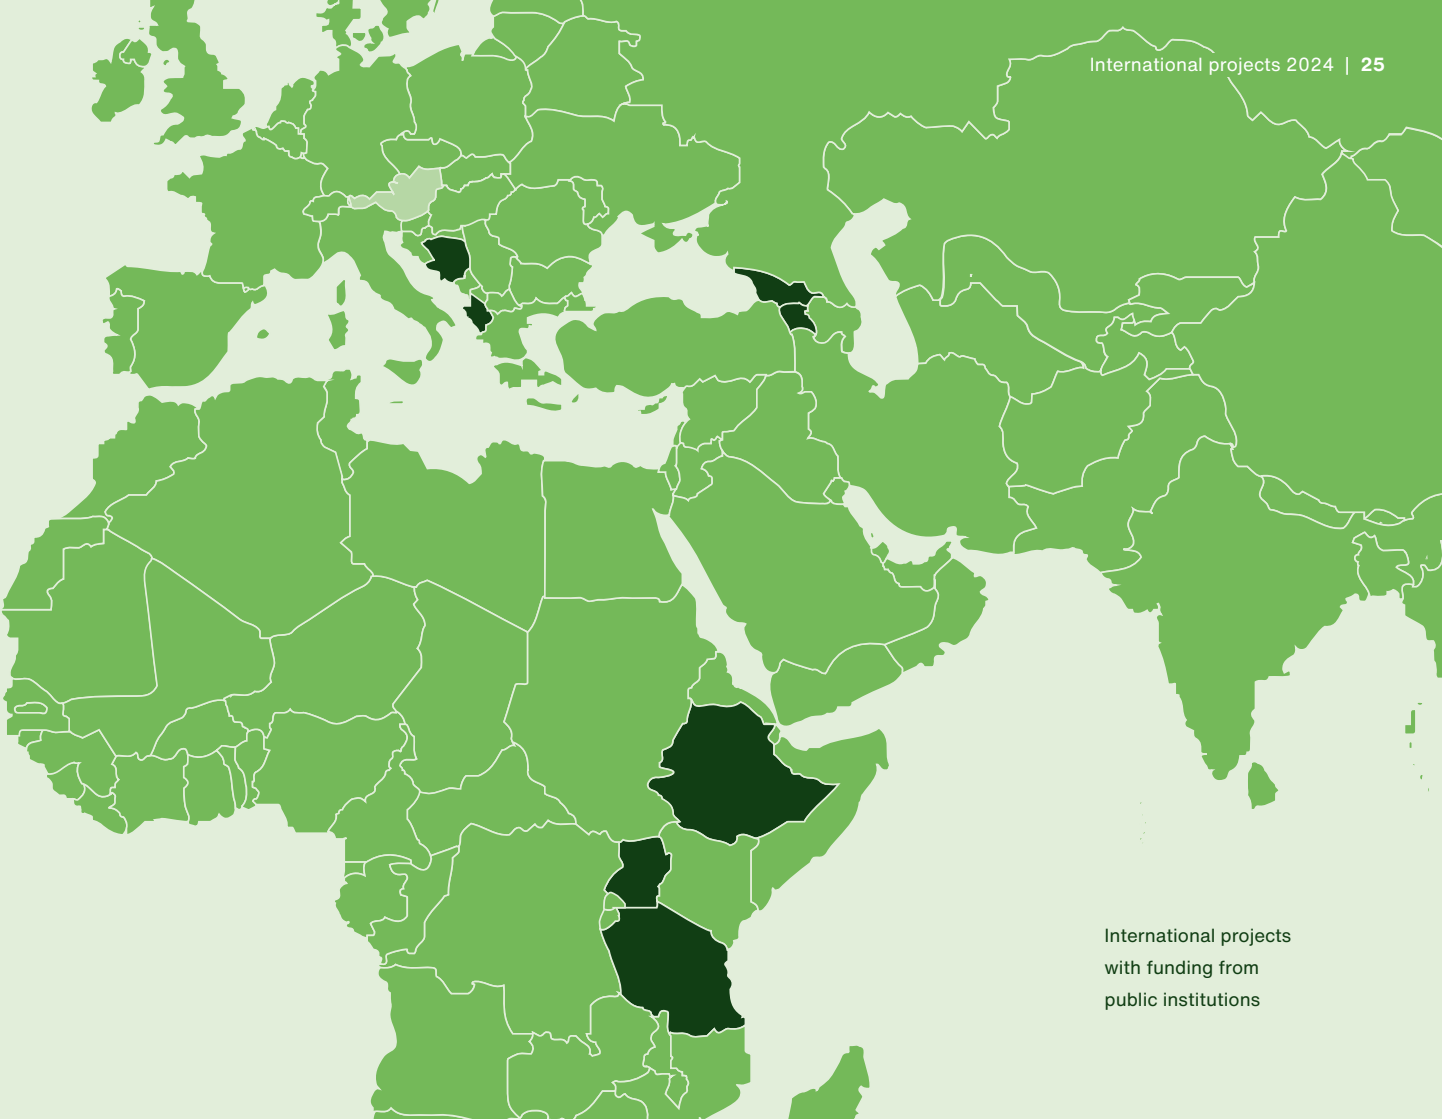 International projects 2024 | 25
International projects
with funding from
public institutions